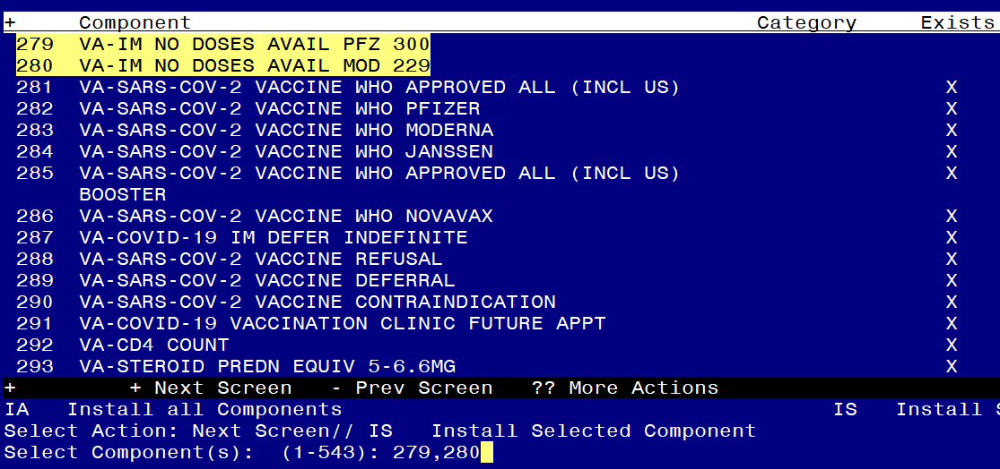 +     Component     Category     Exists
279  VA-IM NO DOSES AVAIL PFZ 300
280  VA-IM NO DOSES AVAIL MOD 229
281  VA-SARS-COV-2 VACCINE WHO APPROVED ALL (INCL US)     X
282  VA-SARS-COV-2 VACCINE WHO PFIZER     X
283  VA-SARS-COV-2 VACCINE WHO MODERNA     X
284  VA-SARS-COV-2 VACCINE WHO JANSSEN     X
285  VA-SARS-COV-2 VACCINE WHO APPROVED ALL (INCL US)     X
BOOSTER
286  VA-SARS-COV-2 VACCINE WHO NOVAVAX     X
287  VA-COVID-19 IM DEFER INDEFINITE     X
288  VA-SARS-COV-2 VACCINE REFUSAL     X
289  VA-SARS-COV-2 VACCINE DEFERRAL     X
290  VA-SARS-COV-2 VACCINE CONTRAINDICATION     X
291  VA-COVID-19 VACCINATION CLINIC FUTURE APPT     X
292  VA-CD4 COUNT     X
293  VA-STEROID PREDN EQUIV 5-6.6MG     X
+     + Next Screen   - Prev Screen   ?? More Actions
IA   Install all Components     IS   Install
Select Action: Next Screen// IS   Install Selected Component
Select Component(s):  (1-543): 279,280